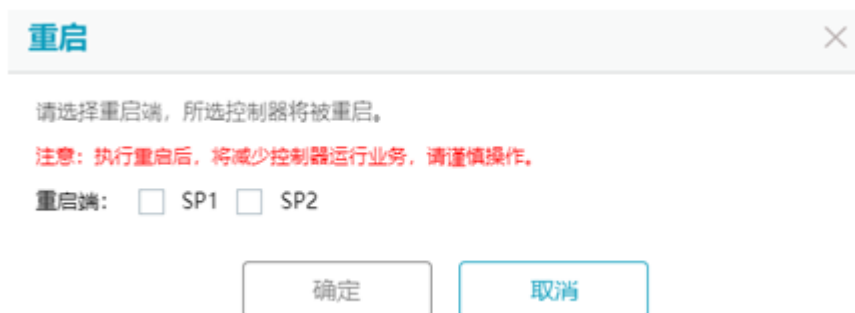 重启
请选择重启端，所选控制器将被重启。
注意：执行重启后，将减少控制器运行业务，请谨慎操作。
重启端： SP1 SP2
确定 取消